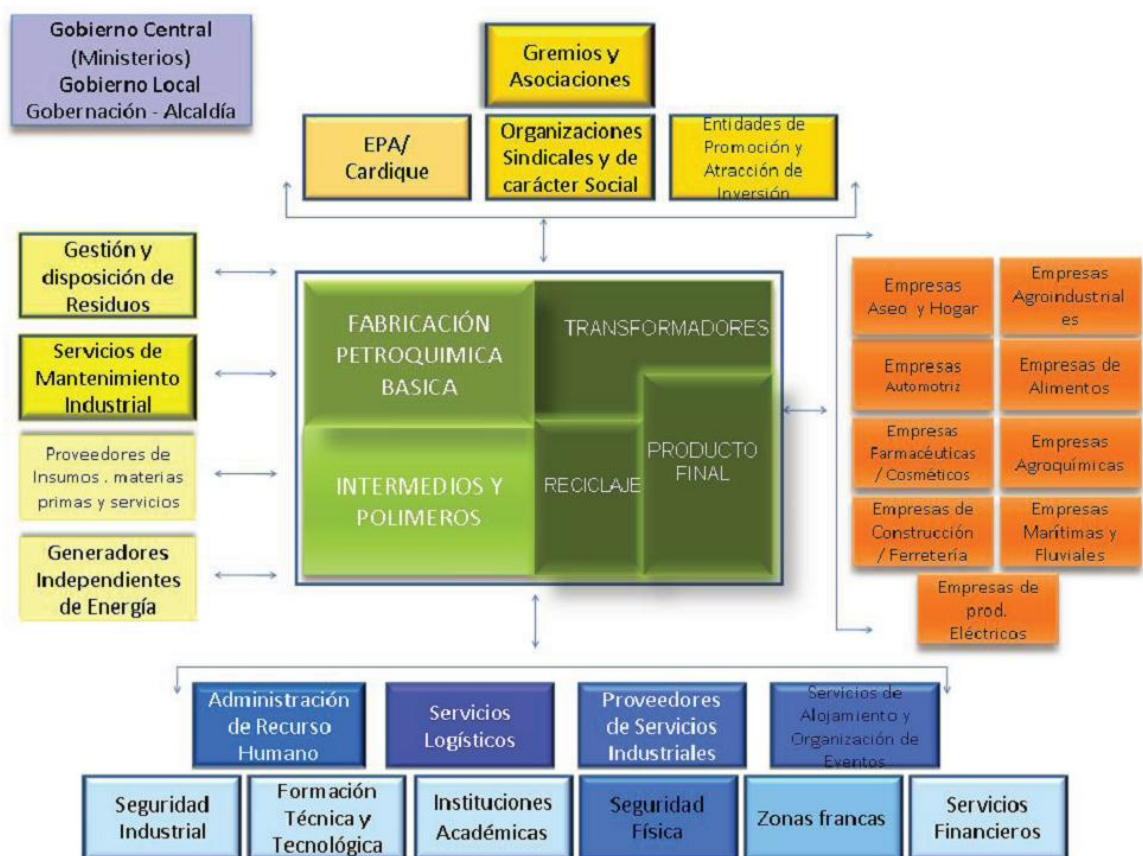 Gobierno Central
(Ministerios)
Gobierno Local
Gobernación - Alcaldía
Gremios y
Asociaciones
EPA/
Cardique
Organizaciones
Sindicales y de
carácter Social
Entidades de
Promoción y
Atracción de
Inversión
Gestión y
disposición de
Residuos
Servicios de
Mantenimiento
Industrial
Proveedores de
Insumos . materias
primas y servicios
Generadores
Independientes
de Energía
FABRICACIÓN
PETROQUIMICA
BASICA
TRANSFORMADORES
INTERMEDIOS Y
POLIMEROS
RECICLAJE
PRODUCTO
FINAL
Empresas
Aseo y Hogar
Empresas
Agroindustrial
es
Empresas
Automotriz
Empresas de
Alimentos
Empresas
Farmacéuticas
/ Cosméticos
Empresas
Agroquímicas
Empresas de
Construcción
/ Ferretería
Empresas
Marítimas y
Fluviales
Empresas de
prod.
Eléctricos
Administración
de Recurso
Humano
Servicios
Logísticos
Proveedores
de Servicios
Industriales
Servicios de
Alojamiento y
Organización de
Eventos
Seguridad
Industrial
Formación
Técnica y
Tecnológica
Instituciones
Académicas
Seguridad
Física
Zonas francas
Servicios
Financieros